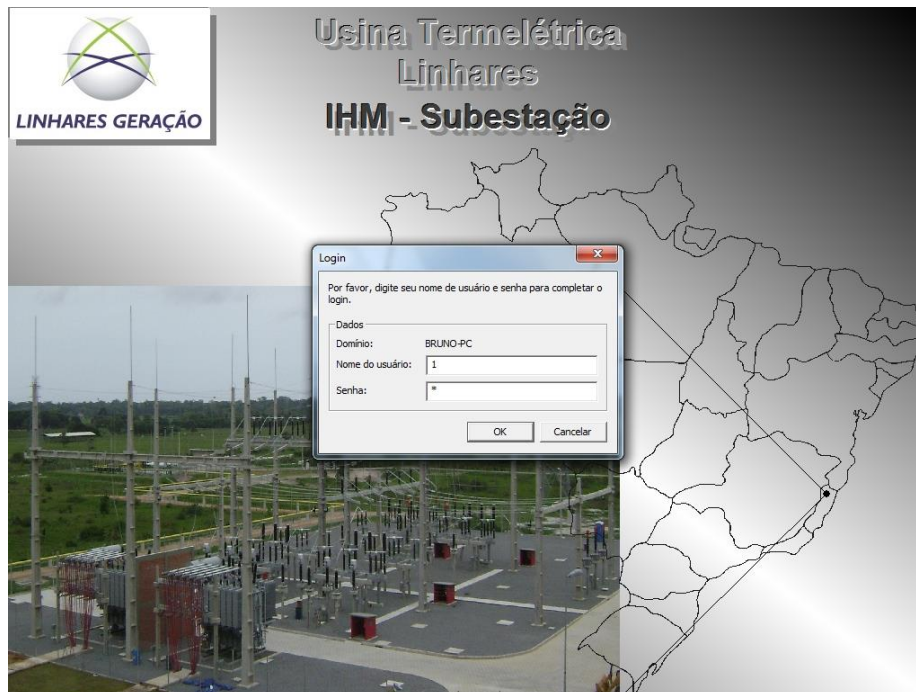 LINHARES GERAÇÃO
Usina Termelétrica
Linhares
IHM - Subestação
Login
Por favor, digite seu nome de usuário e senha para completar o
login.
Dados
Domínio: BRUNO-PC
Nome do usuário: 1
Senha: *
OK Cancelar